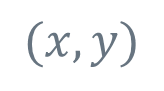 (x, y)